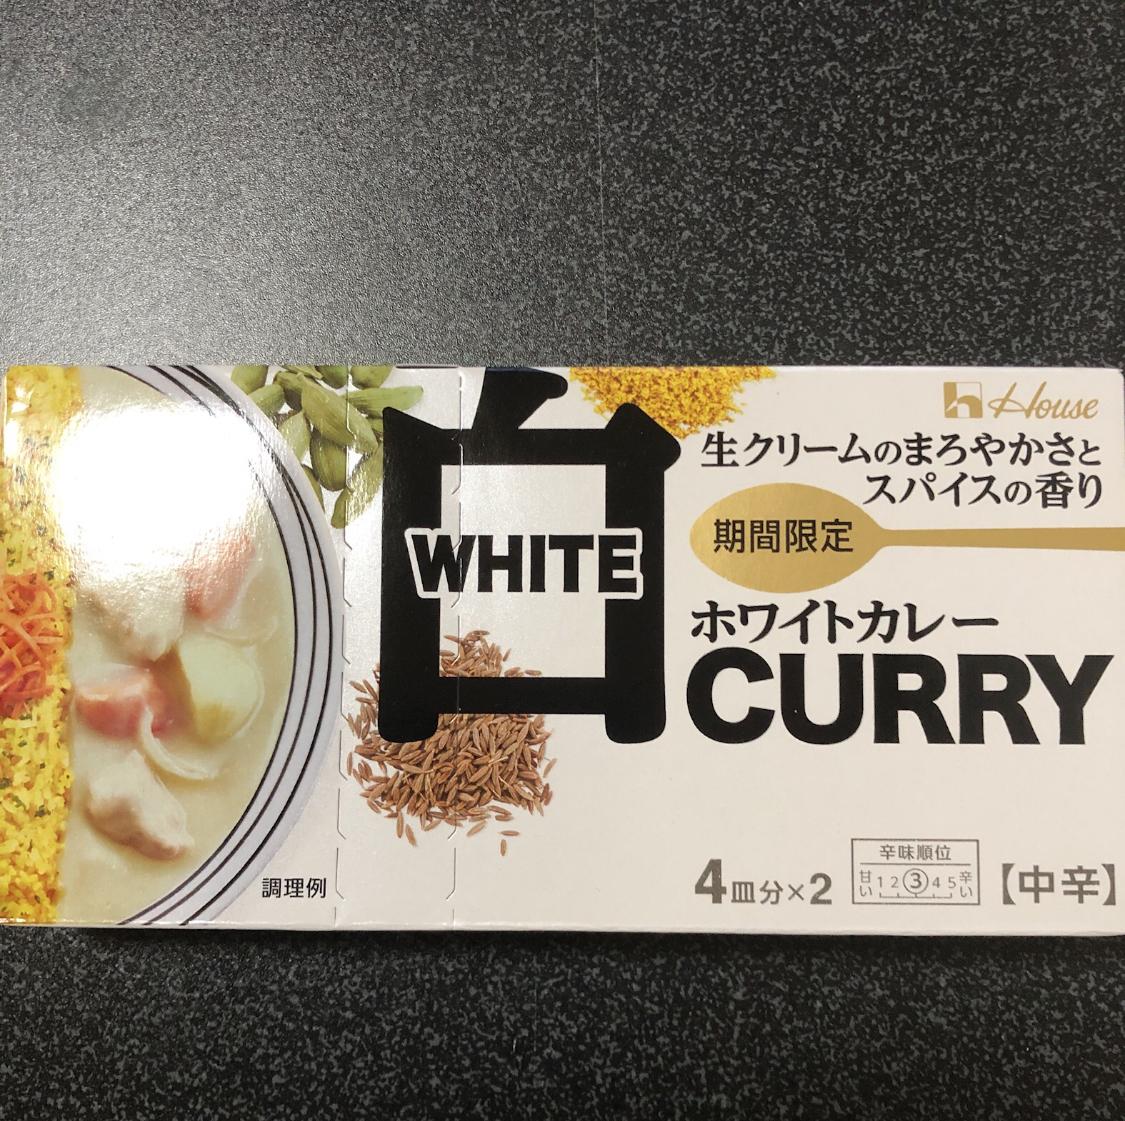 House
生クリームのまろやかさと
スパイスの香り
白
WHITE
期間限定
ホワイトカレー
CURRY
調理例
4皿分×2
辛味順位
甘い 1 2 ③ 4 5 辛い
【中辛】